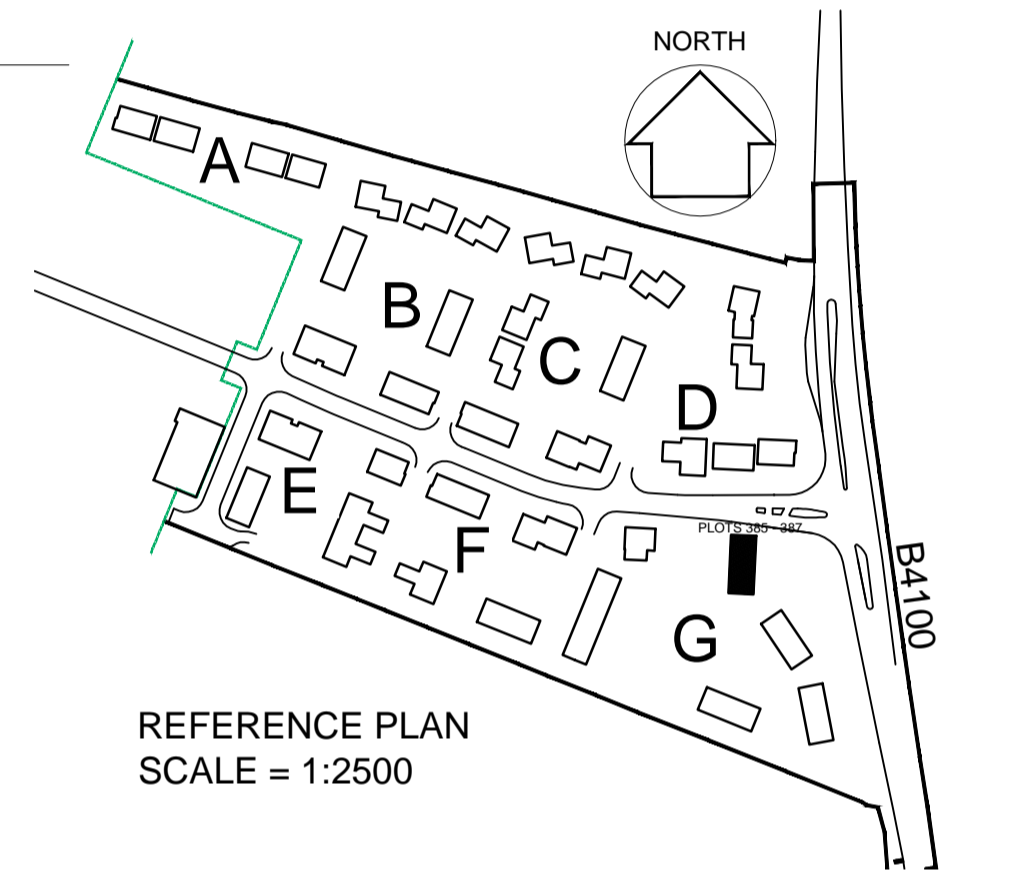 NORTH
A
B
C
D
E
F
PLOTS 385 - 387
B4100
G
REFERENCE PLAN
SCALE = 1:2500